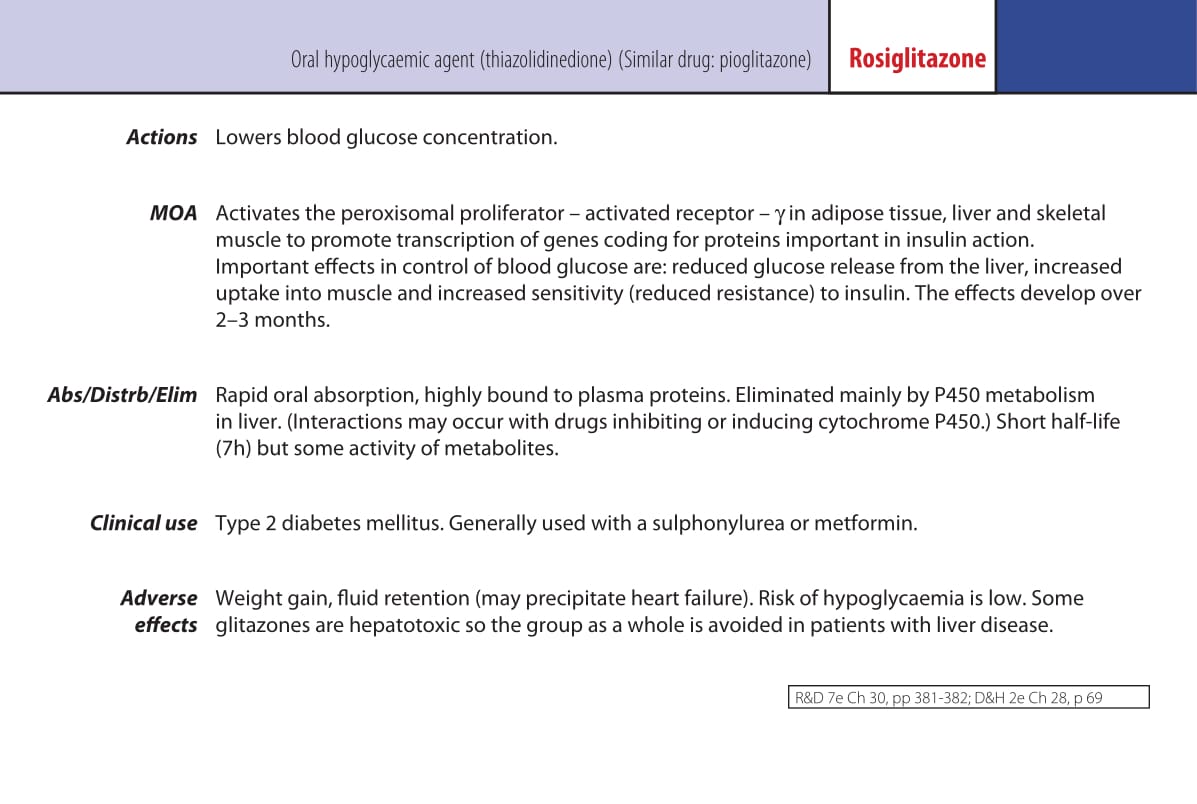 Oral hypoglycaemic agent (thiazolidinedione) (Similar drug: pioglitazone) Rosiglitazone
Actions Lowers blood glucose concentration.
MOA Activates the peroxisomal proliferator – activated receptor – γ in adipose tissue, liver and skeletal
muscle to promote transcription of genes coding for proteins important in insulin action.
Important effects in control of blood glucose are: reduced glucose release from the liver, increased
uptake into muscle and increased sensitivity (reduced resistance) to insulin. The effects develop over
2–3 months.
Abs/Distrb/Elim Rapid oral absorption, highly bound to plasma proteins. Eliminated mainly by P450 metabolism
in liver. (Interactions may occur with drugs inhibiting or inducing cytochrome P450.) Short half-life
(7h) but some activity of metabolites.
Clinical use Type 2 diabetes mellitus. Generally used with a sulphonylurea or metformin.
Adverse Weight gain, fluid retention (may precipitate heart failure). Risk of hypoglycaemia is low. Some
effects glitazones are hepatotoxic so the group as a whole is avoided in patients with liver disease.
R&D 7e Ch 30, pp 381-382; D&H 2e Ch 28, p 69